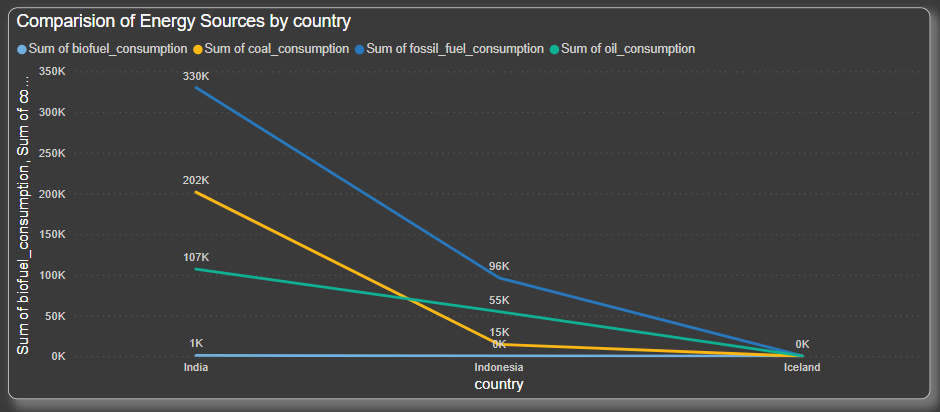 Comparision of Energy Sources by country
Sum of biofuel_consumption Sum of coal_consumption Sum of fossil_fuel_consumption Sum of oil_consumption
Sum of biofuel_consumption, Sum of co...
350K
300K
250K
200K
150K
100K
50K
0K
330K
202K
107K
1K
96K
55K
15K
0K
0K
India Indonesia Iceland
country